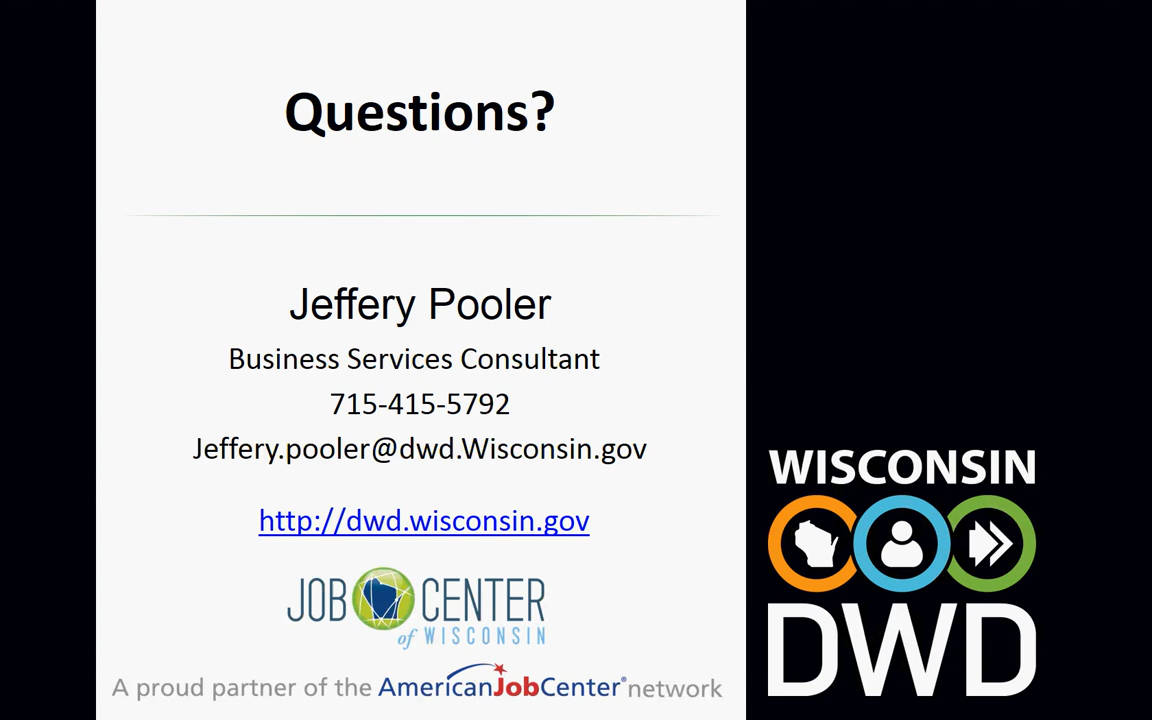 Questions?
Jeffery Pooler
Business Services Consultant
715-415-5792
Jeffery.pooler@dwd.Wisconsin.gov
http://dwd.wisconsin.gov
JOB CENTER
of WISCONSIN
A proud partner of the AmericanJobCenter® network
WISCONSIN
DWD